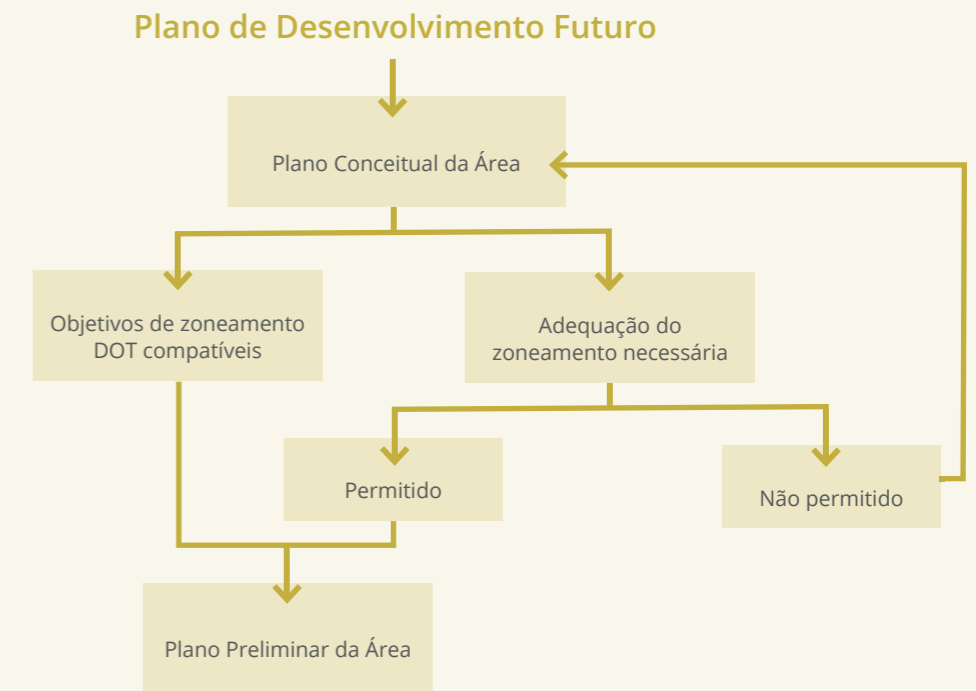 Plano de Desenvolvimento Futuro
Plano Conceitual da Área
Objetivos de zoneamento
DOT compatíveis
Adequação do
zoneamento necessária
Permitido
Não permitido
Plano Preliminar da Área